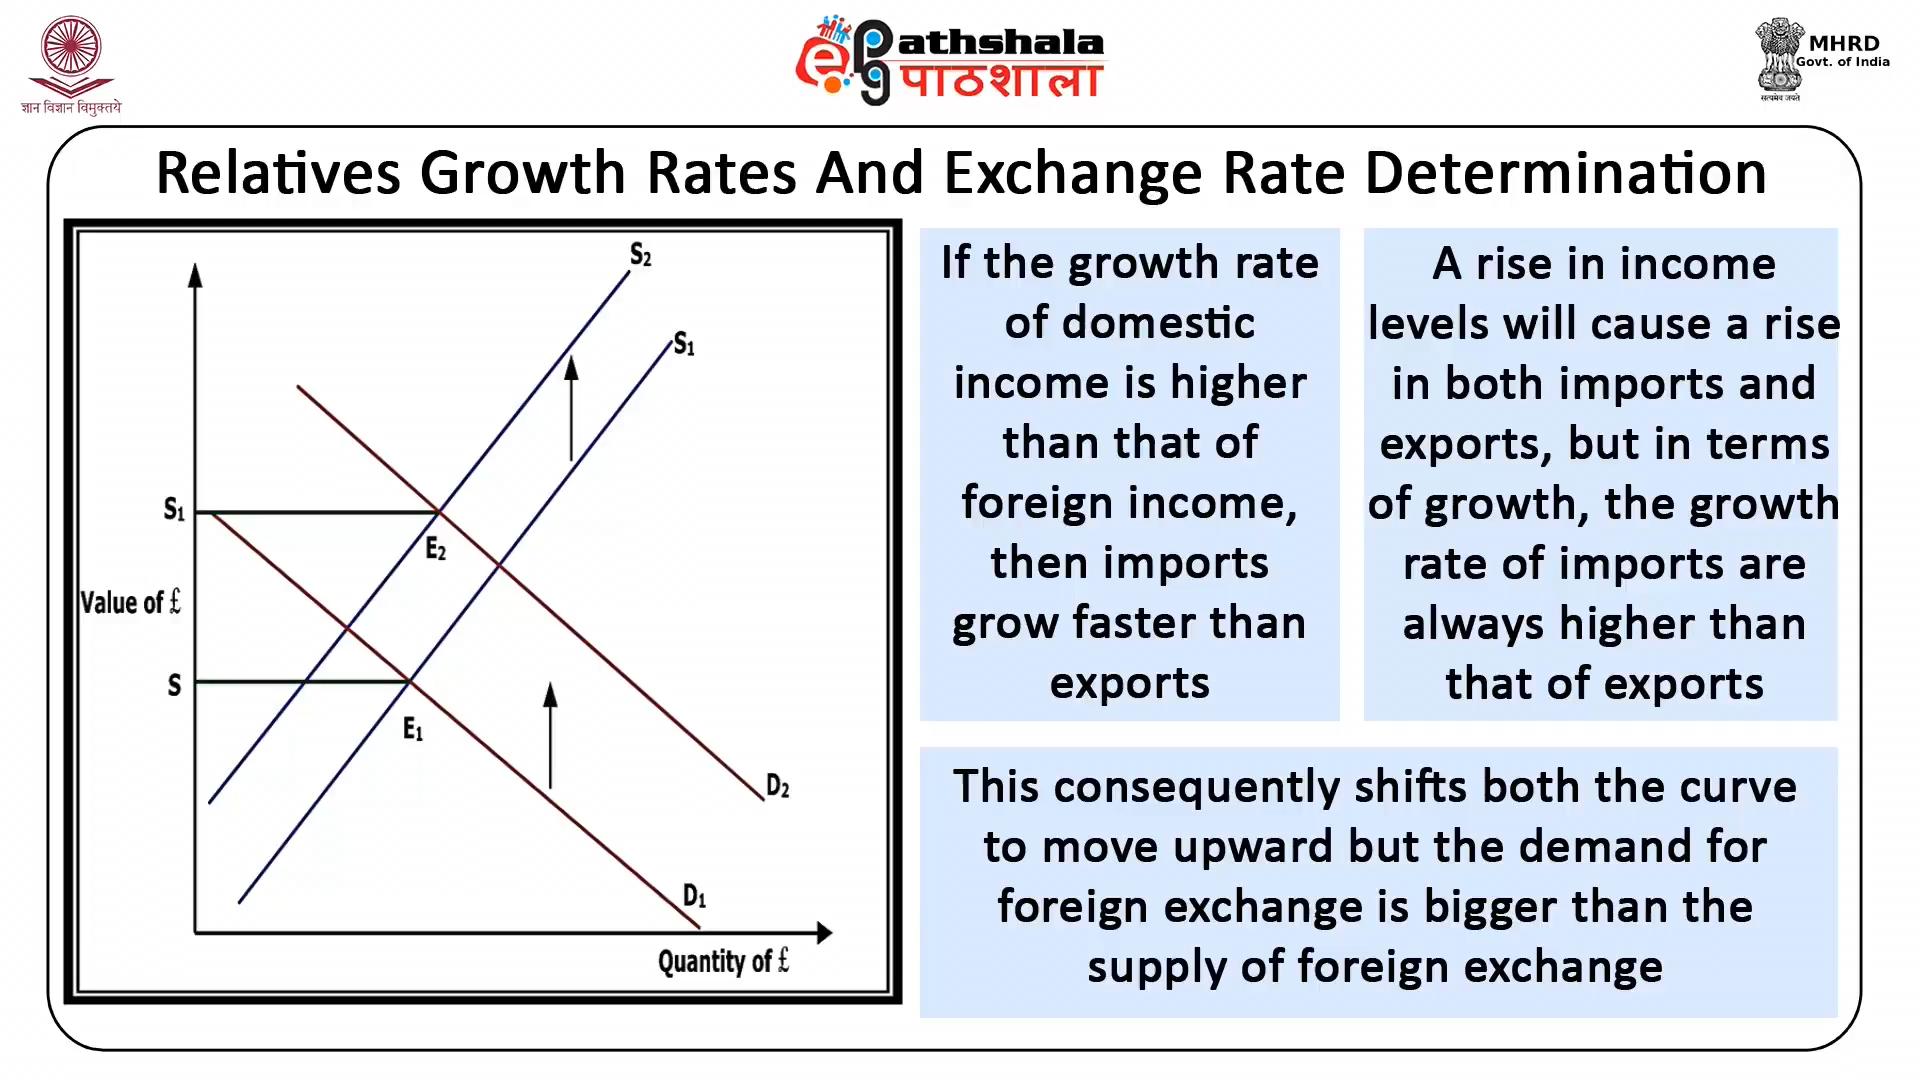 ज्ञान विज्ञान विमुक्तये
ePg Pathshala
पाठशाला
MHRD
Govt. of India
सत्यमेव जयते
Relatives Growth Rates And Exchange Rate Determination
S2
S1
S1
E2
Value of £
S
E1
D2
D1
Quantity of £
If the growth rate
of domestic
income is higher
than that of
foreign income,
then imports
grow faster than
exports
A rise in income
levels will cause a rise
in both imports and
exports, but in terms
of growth, the growth
rate of imports are
always higher than
that of exports
This consequently shifts both the curve
to move upward but the demand for
foreign exchange is bigger than the
supply of foreign exchange